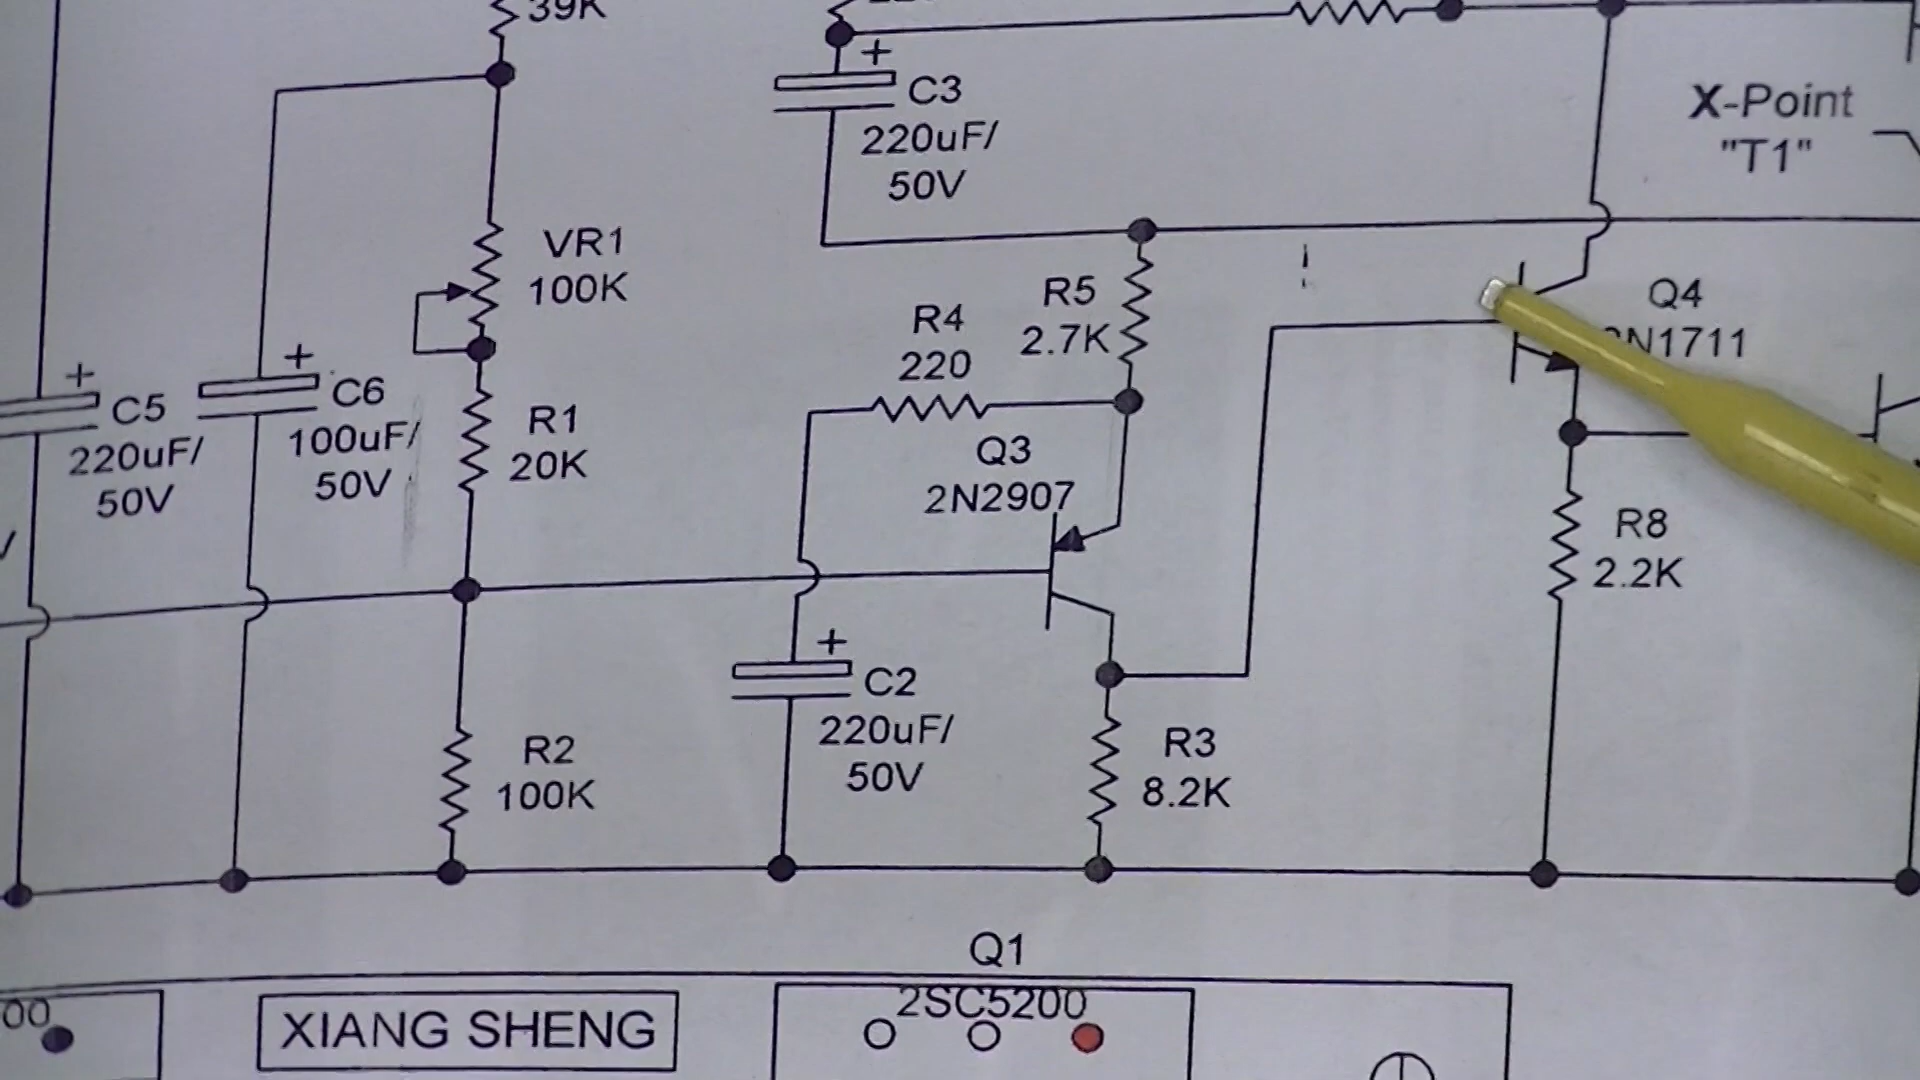 39K
+
C3
220uF/
50V
X-Point
"T1"
VR1
100K
R5
2.7K
R4
220
Q4
2N1711
+
C5
220uF/
50V
+
C6
100uF/
50V
R1
20K
Q3
2N2907
R8
2.2K
+
C2
220uF/
50V
R2
100K
R3
8.2K
Q1
2SC5200
XIANG SHENG